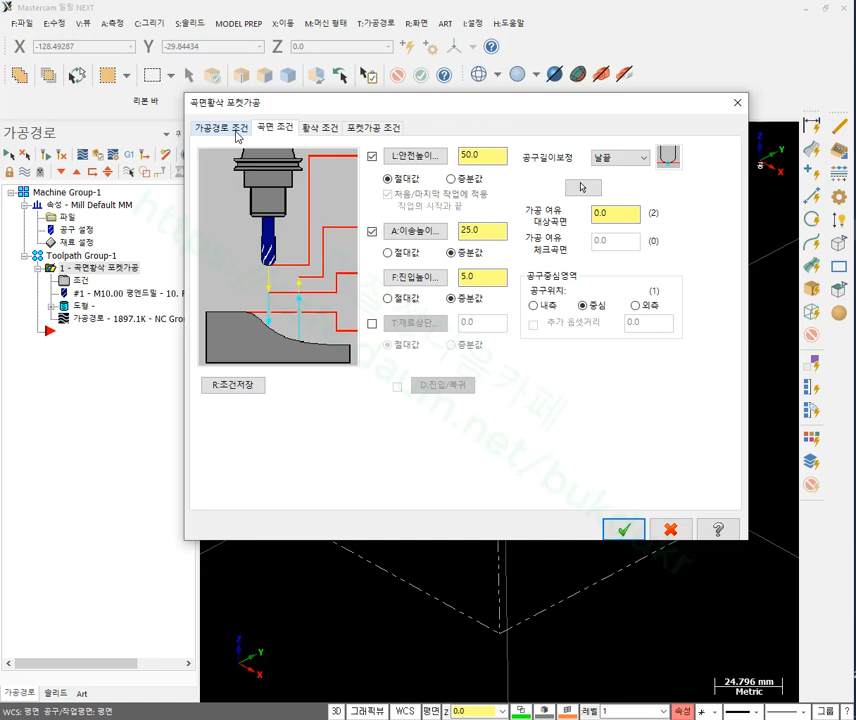 Mastercam 밀링 NEXT
F:파일 E:수정 V:뷰 A:측정 C:그리기 S:솔리드 MODEL PREP X:이동 M:머신 형태 T:가공경로 R:화면 ART I:설정 H:도움말
X -128.49287 Y -29.84434 Z 0.0
리본 바
가공경로
G1
Machine Group-1
속성 - Mill Default MM
파일
공구 설정
재료 설정
Toolpath Group-1
1 - 곡면황삭 포켓가공
조건
#1 - M10.00 평엔드밀 - 10. F
도형 -
가공경로 - 1897.1K - NC Gro
곡면황삭 포켓가공
가공경로 조건 곡면 조건 황삭 조건 포켓가공 조건
L:안전높이... 50.0
절대값 증분값
처음/마지막 작업에 적용
작업의 시작과 끝
A:이송높이... 25.0
절대값 증분값
F:진입높이... 5.0
절대값 증분값
T:재료상단... 0.0
절대값 증분값
R:조건저장 D:진입/복귀
공구길이보정 날끝
가공 여유
대상곡면 0.0 (2)
가공 여유
체크곡면 0.0 (0)
공구중심영역
공구위치: (1)
내측 중심 외측
추가 옵셋거리 0.0
Z Y X
Z Y X
24.796 mm
Metric
가공경로 솔리드 Art
WCS: 평면 공구/작업평면: 평면
3D 그래픽뷰 WCS 평면 Z 0.0 레벨 1 속성 그룹 ?